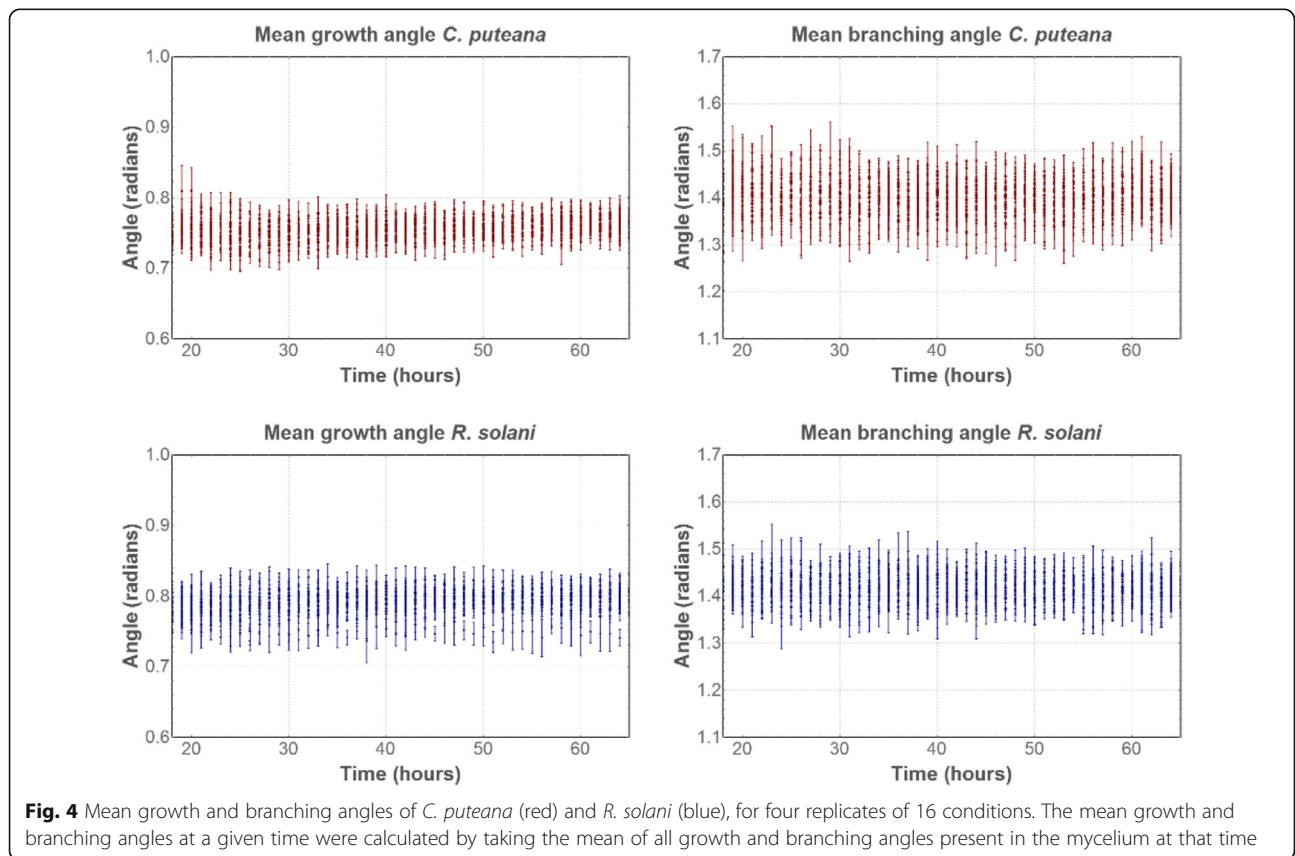 Mean growth angle C. puteana
1.0
0.9
0.8
0.7
0.6
Angle (radians)
20 30 40 50 60
Time (hours)
Mean branching angle C. puteana
1.7
1.6
1.5
1.4
1.3
1.2
1.1
Angle (radians)
20 30 40 50 60
Time (hours)
Mean growth angle R. solani
1.0
0.9
0.8
0.7
0.6
Angle (radians)
20 30 40 50 60
Time (hours)
Mean branching angle R. solani
1.7
1.6
1.5
1.4
1.3
1.2
1.1
Angle (radians)
20 30 40 50 60
Time (hours)
Fig. 4 Mean growth and branching angles of C. puteana (red) and R. solani (blue), for four replicates of 16 conditions. The mean growth and
branching angles at a given time were calculated by taking the mean of all growth and branching angles present in the mycelium at that time